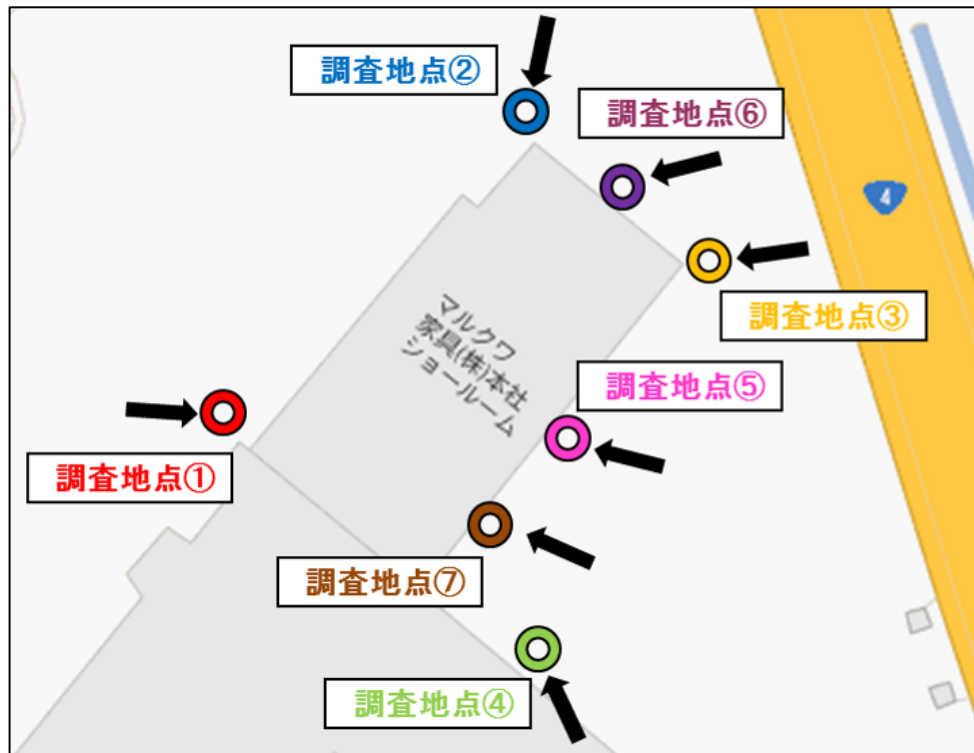 調査地点②
調査地点⑥
4
調査地点③
マルクワ
家具(株)本社
ショールーム
調査地点⑤
調査地点①
調査地点⑦
調査地点④